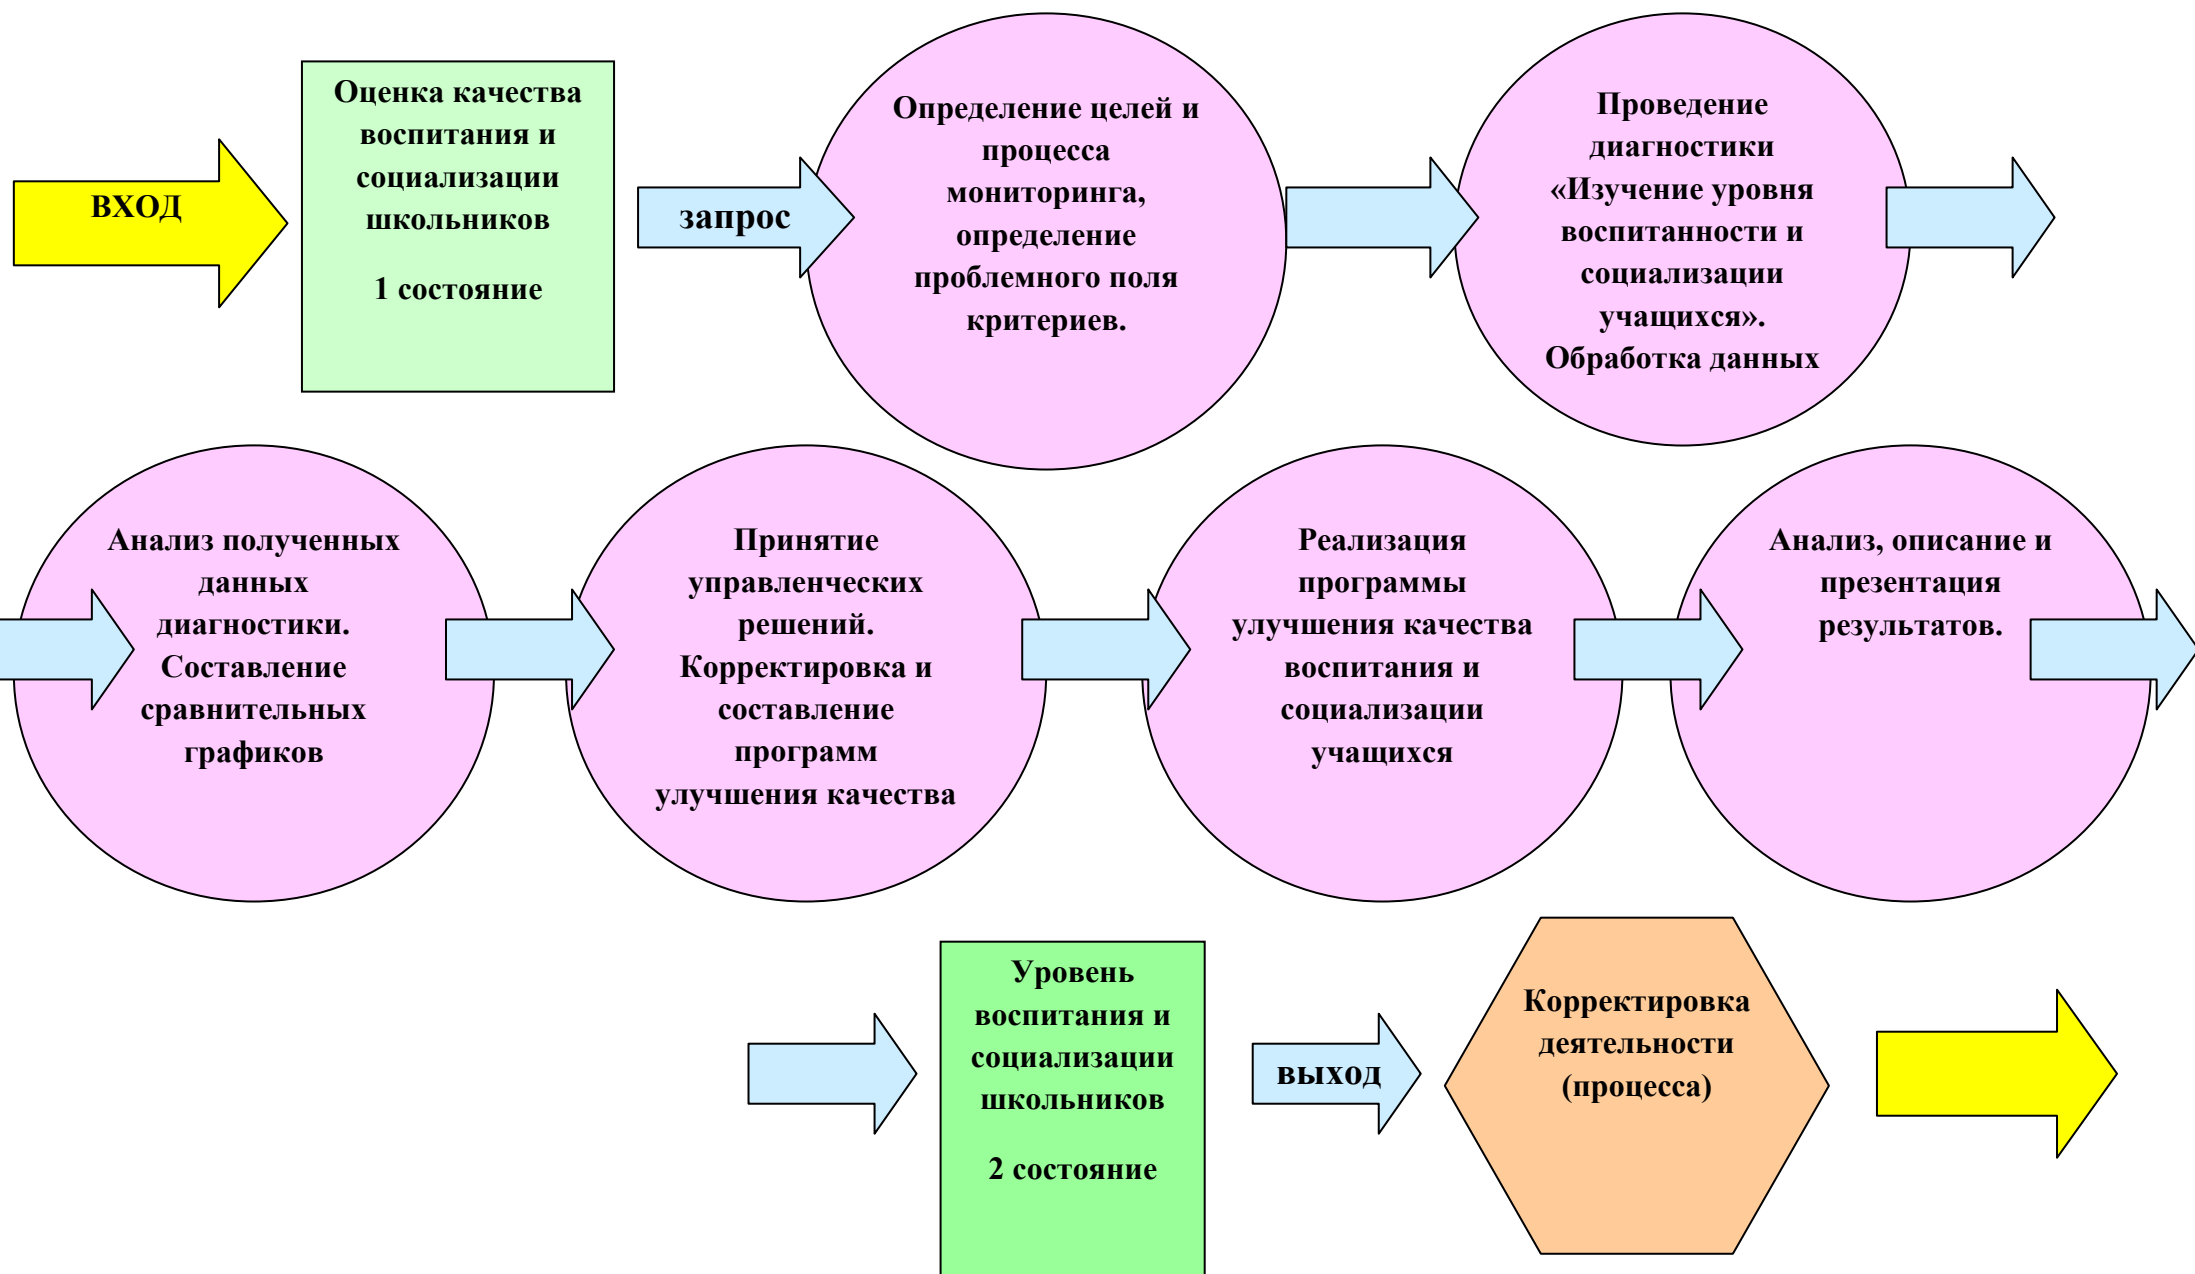 ВХОД
Оценка качества
воспитания и
социализации
школьников
1 состояние
запрос
Определение целей и
процесса
мониторинга,
определение
проблемного поля
критериев.
Проведение
диагностики
«Изучение уровня
воспитанности и
социализации
учащихся».
Обработка данных
Анализ полученных
данных
диагностики.
Составление
сравнительных
графиков
Принятие
управленческих
решений.
Корректировка и
составление
программ
улучшения качества
Реализация
программы
улучшения качества
воспитания и
социализации
учащихся
Анализ, описание и
презентация
результатов.
Уровень
воспитания и
социализации
школьников
2 состояние
выход
Корректировка
деятельности
(процесса)